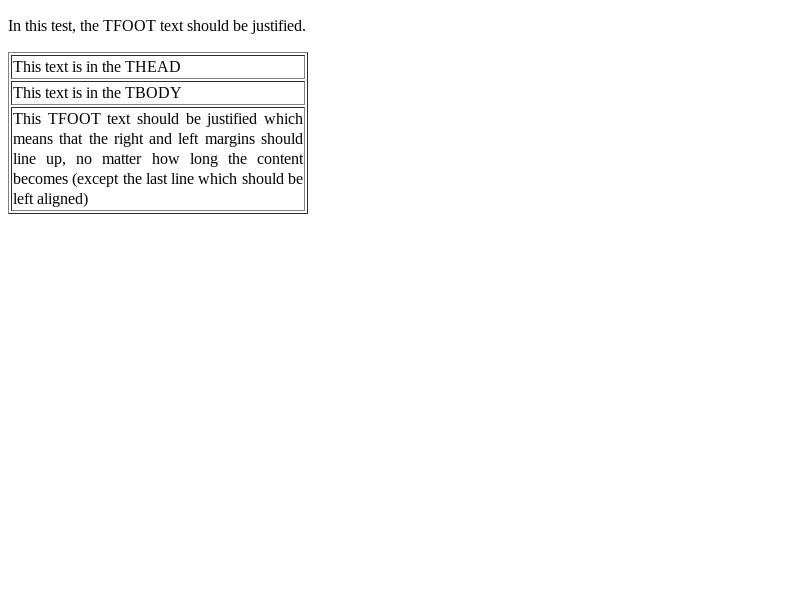 In this test, the TFOOT text should be justified.
This text is in the THEAD
This text is in the TBODY
This TFOOT text should be justified which
means that the right and left margins should
line up, no matter how long the content
becomes (except the last line which should be
left aligned)